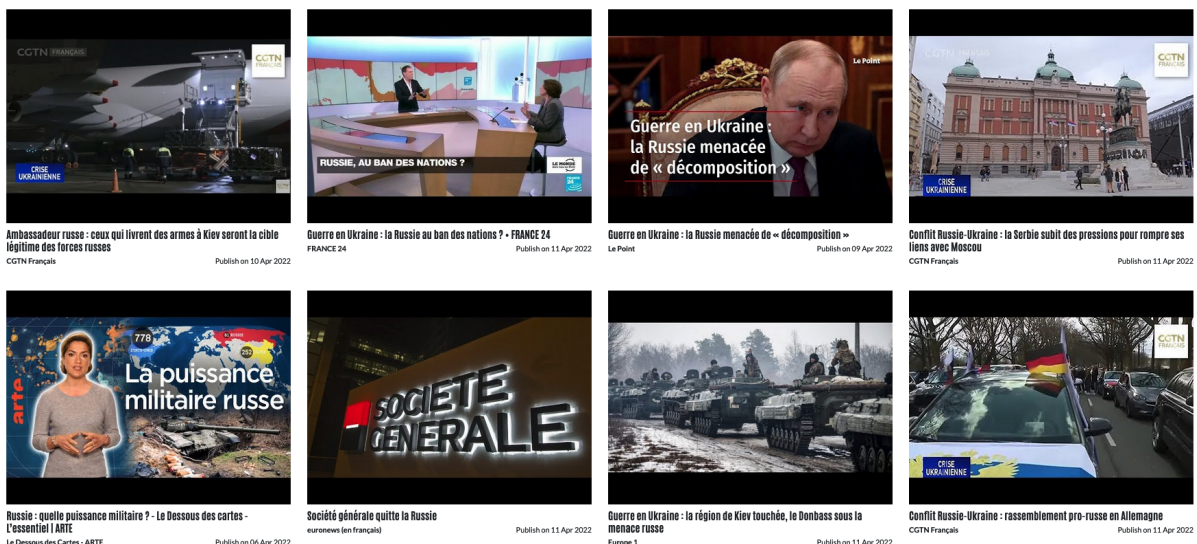 CGTN FRANÇAIS
CGTN
FRANÇAIS
CRISE
UKRAINIENNE
Ambassadeur russe : ceux qui livrent des armes à Kiev seront la cible
légitime des forces russes
CGTN Français
Publish on 10 Apr 2022
RUSSIE, AU BAN DES NATIONS ?
LE MONDE
FRANCE
24
Guerre en Ukraine : la Russie au ban des nations ? • FRANCE 24
FRANCE 24
Publish on 11 Apr 2022
Le Point
Guerre en Ukraine :
la Russie menacée
de « décomposition »
Guerre en Ukraine : la Russie menacée de « décomposition »
Le Point
Publish on 09 Apr 2022
CGTN
FRANÇAIS
CRISE
UKRAINIENNE
Conflit Russie-Ukraine : la Serbie subit des pressions pour rompre ses
liens avec Moscou
CGTN Français
Publish on 11 Apr 2022
arte
778
252
La puissance
militaire russe
Russie : quelle puissance militaire ? - Le Dessous des cartes -
L'essentiel | ARTE
Le Dessous des Cartes - ARTE
Publish on 06 Apr 2022
SOCIETE
GENERALE
Société générale quitte la Russie
euronews (en français)
Publish on 11 Apr 2022
Guerre en Ukraine : la région de Kiev touchée, le Donbass sous la
menace russe
Europe 1
Publish on 11 Apr 2022
CGTN
FRANÇAIS
CRISE
UKRAINIENNE
Conflit Russie-Ukraine : rassemblement pro-russe en Allemagne
CGTN Français
Publish on 11 Apr 2022